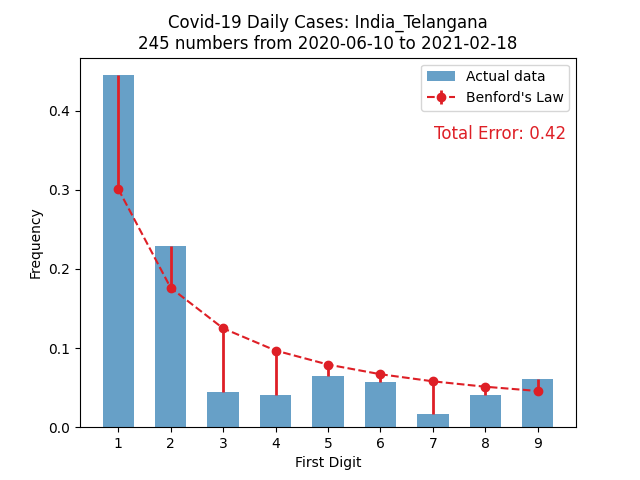 Covid-19 Daily Cases: India_Telangana
245 numbers from 2020-06-10 to 2021-02-18
Actual data
Benford's Law
Total Error: 0.42
Frequency
0.4
0.3
0.2
0.1
0.0
1 2 3 4 5 6 7 8 9
First Digit